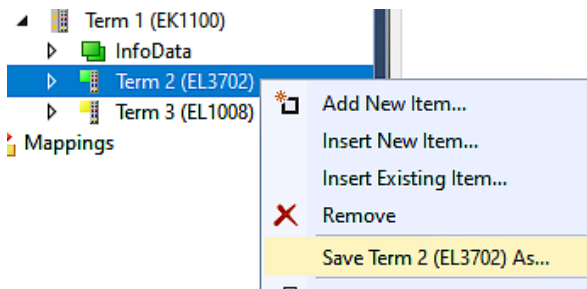 Term 1 (EK1100)
InfoData
Term 2 (EL3702)
Term 3 (EL1008)
Mappings
Add New Item...
Insert New Item...
Insert Existing Item...
Remove
Save Term 2 (EL3702) As...